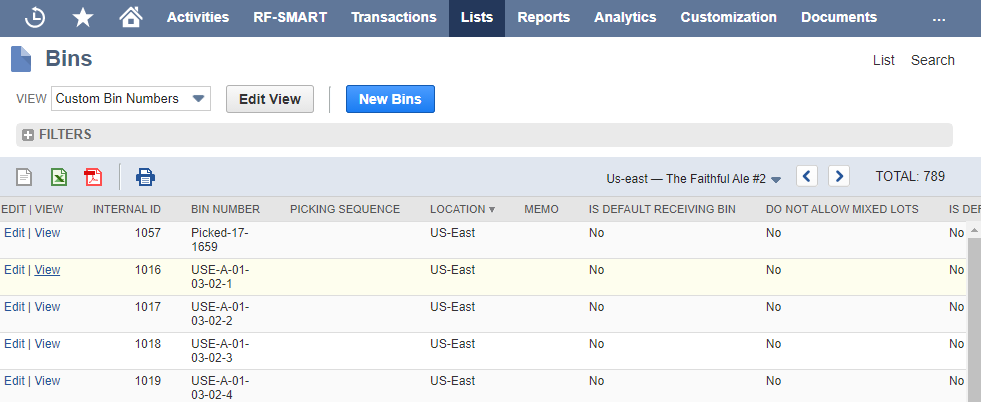 Activities RF-SMART Transactions Lists Reports Analytics Customization Documents ...
Bins
List Search
VIEW Custom Bin Numbers Edit View New Bins
FILTERS
Us-east — The Faithful Ale #2 TOTAL: 789
EDIT | VIEW INTERNAL ID BIN NUMBER PICKING SEQUENCE LOCATION MEMO IS DEFAULT RECEIVING BIN DO NOT ALLOW MIXED LOTS IS DEF
Edit | View 1057 Picked-17- US-East No No No
1659
Edit | View 1016 USE-A-01- US-East No No No
03-02-1
Edit | View 1017 USE-A-01- US-East No No No
03-02-2
Edit | View 1018 USE-A-01- US-East No No No
03-02-3
Edit | View 1019 USE-A-01- US-East No No No
03-02-4